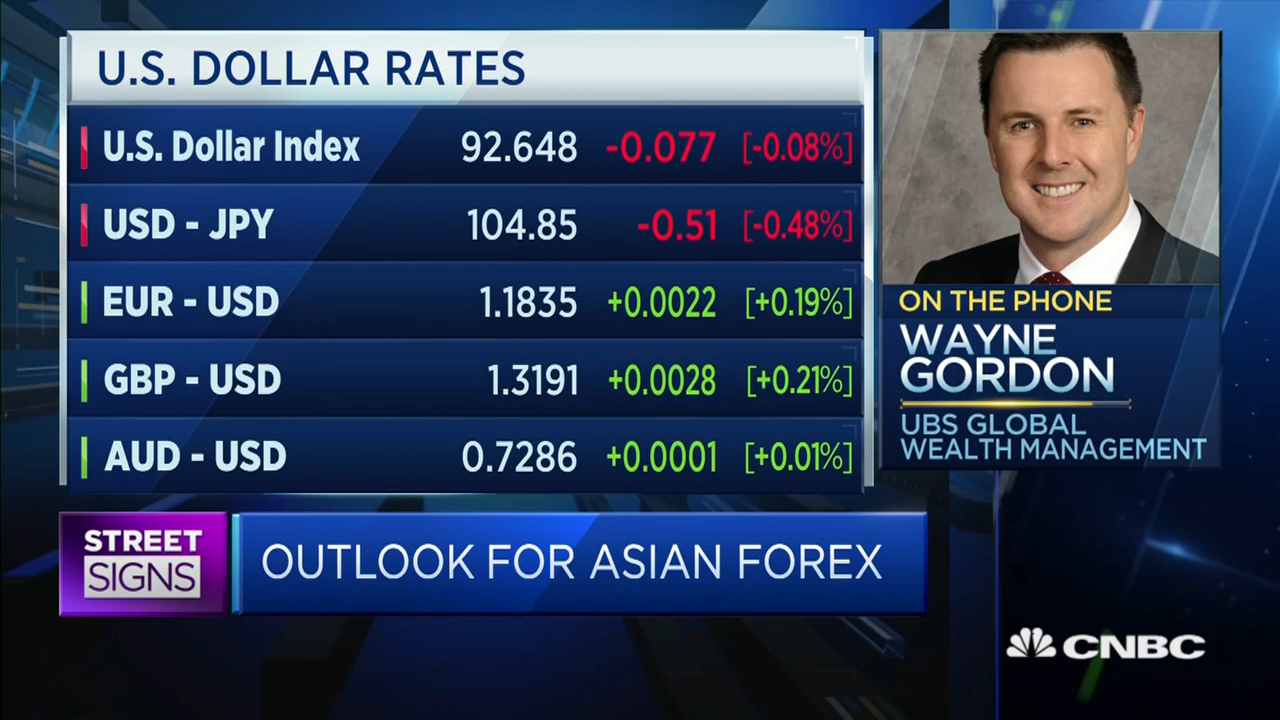 U.S. DOLLAR RATES
U.S. Dollar Index 92.648 -0.077 [-0.08%]
USD - JPY 104.85 -0.51 [-0.48%]
EUR - USD 1.1835 +0.0022 [+0.19%]
GBP - USD 1.3191 +0.0028 [+0.21%]
AUD - USD 0.7286 +0.0001 [+0.01%]
ON THE PHONE
WAYNE
GORDON
UBS GLOBAL
WEALTH MANAGEMENT
STREET
SIGNS
OUTLOOK FOR ASIAN FOREX
CNBC